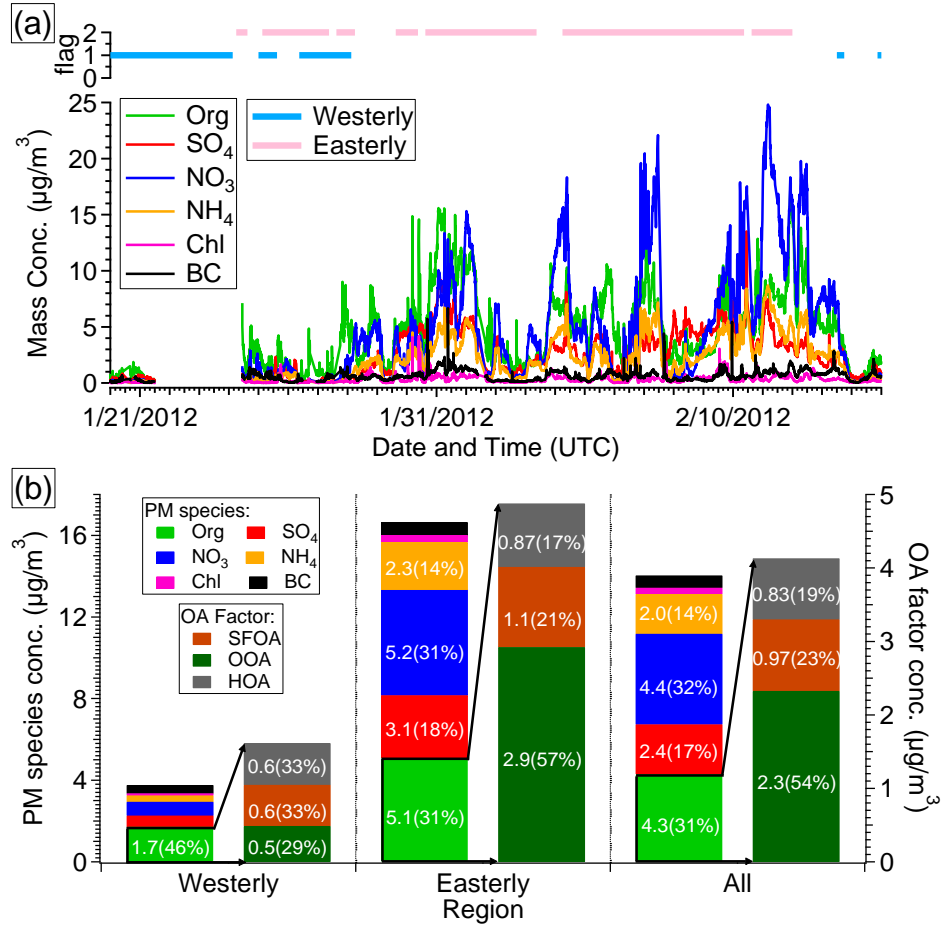 (a)
flag
2
1
0
Mass Conc. (µg/m³)
25
20
15
10
5
0
Org
SO₄
NO₃
NH₄
Chl
BC
Westerly
Easterly
1/21/2012
1/31/2012
2/10/2012
Date and Time (UTC)
(b)
PM species conc. (µg/m³)
16
12
8
4
0
PM species:
Org
SO₄
NO₃
NH₄
Chl
BC
OA Factor:
SFOA
OOA
HOA
1.7(46%)
0.6(33%)
0.6(33%)
0.5(29%)
2.3(14%)
5.2(31%)
3.1(18%)
5.1(31%)
0.87(17%)
1.1(21%)
2.9(57%)
2.0(14%)
4.4(32%)
2.4(17%)
4.3(31%)
0.83(19%)
0.97(23%)
2.3(54%)
5
4
3
2
1
0
OA factor conc. (µg/m³)
Westerly
Easterly
All
Region